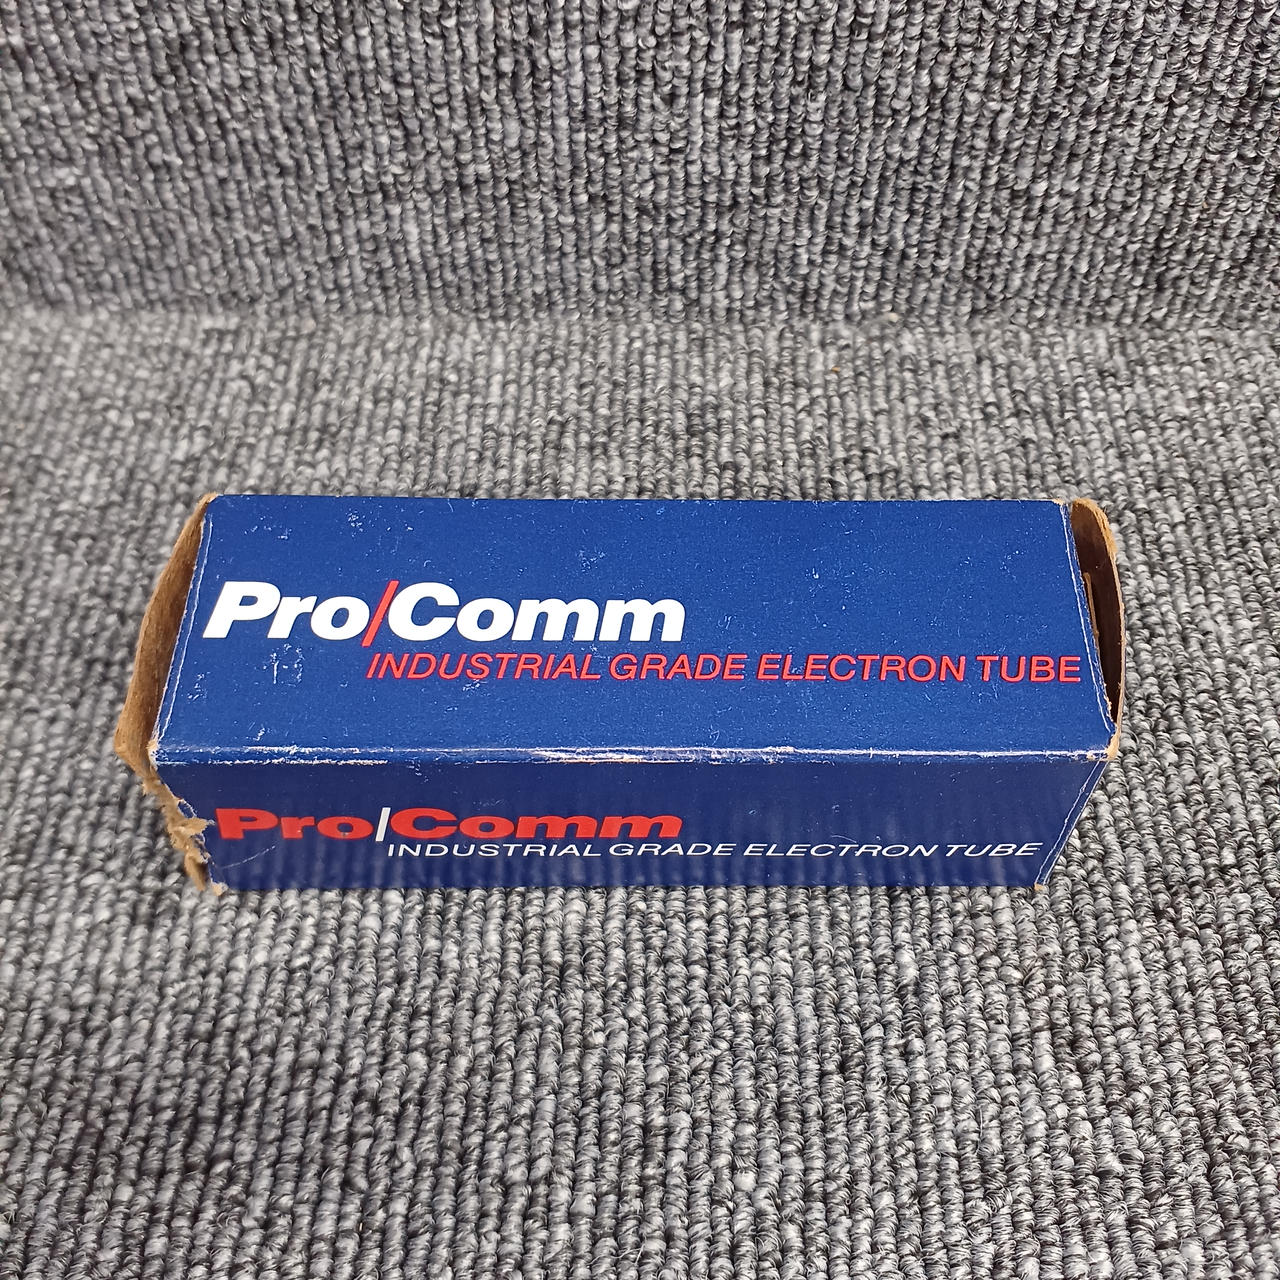 Pro/Comm
INDUSTRIAL GRADE ELECTRON TUBE
Pro/Comm
INDUSTRIAL GRADE ELECTRON TUBE